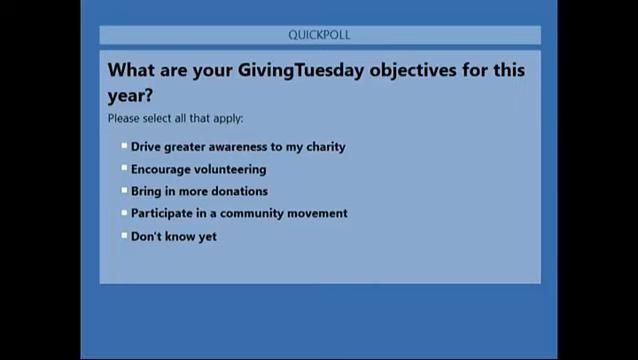 QUICKPOLL
What are your GivingTuesday objectives for this
year?
Please select all that apply:
Drive greater awareness to my charity
Encourage volunteering
Bring in more donations
Participate in a community movement
Don't know yet